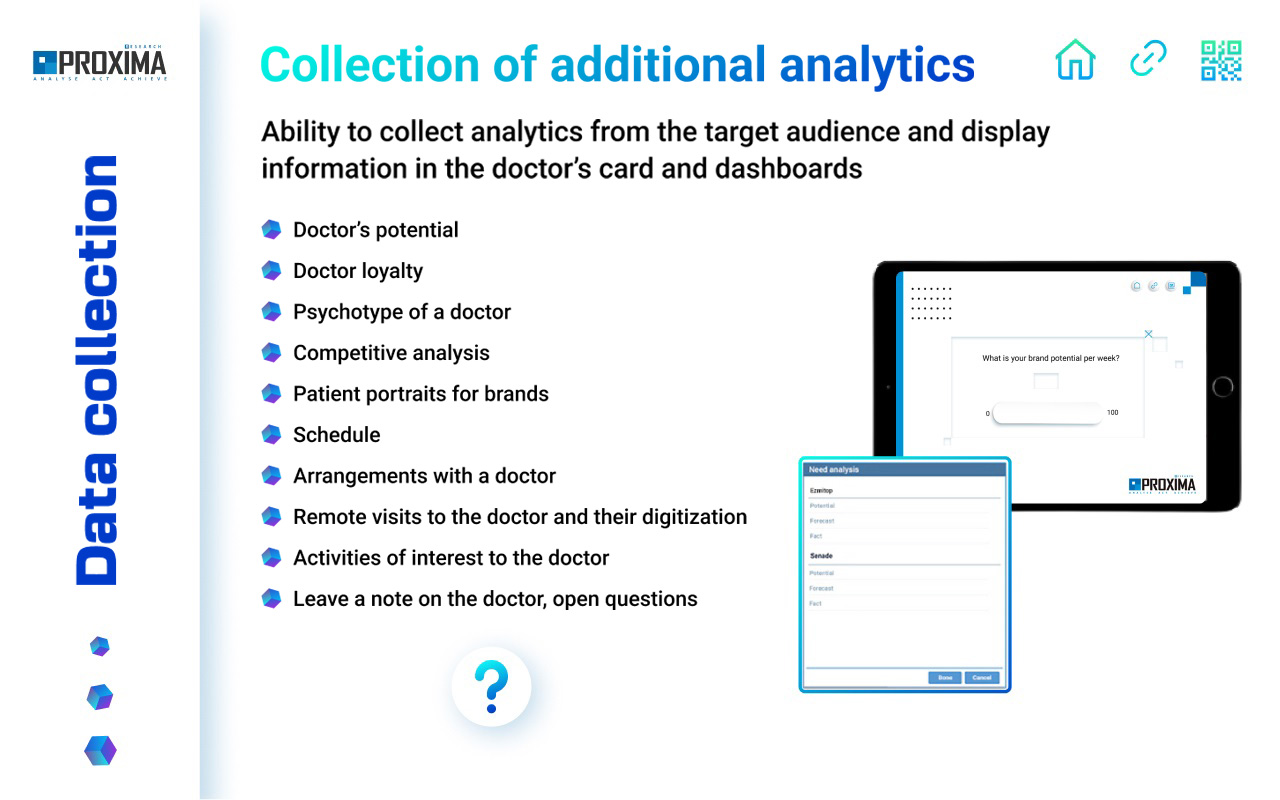 RESEARCH
PROXIMA
ANALYSE ACT ACHIEVE
Data collection
Collection of additional analytics
Ability to collect analytics from the target audience and display
information in the doctor's card and dashboards
Doctor's potential
Doctor loyalty
Psychotype of a doctor
Competitive analysis
Patient portraits for brands
Schedule
Arrangements with a doctor
Remote visits to the doctor and their digitization
Activities of interest to the doctor
Leave a note on the doctor, open questions
?
What is your brand potential per week?
0
100
PROXIMA
Need analysis
Ezmitop
Potential
Forecast
Fact
Senade
Potential
Forecast
Fact
Done Cancel